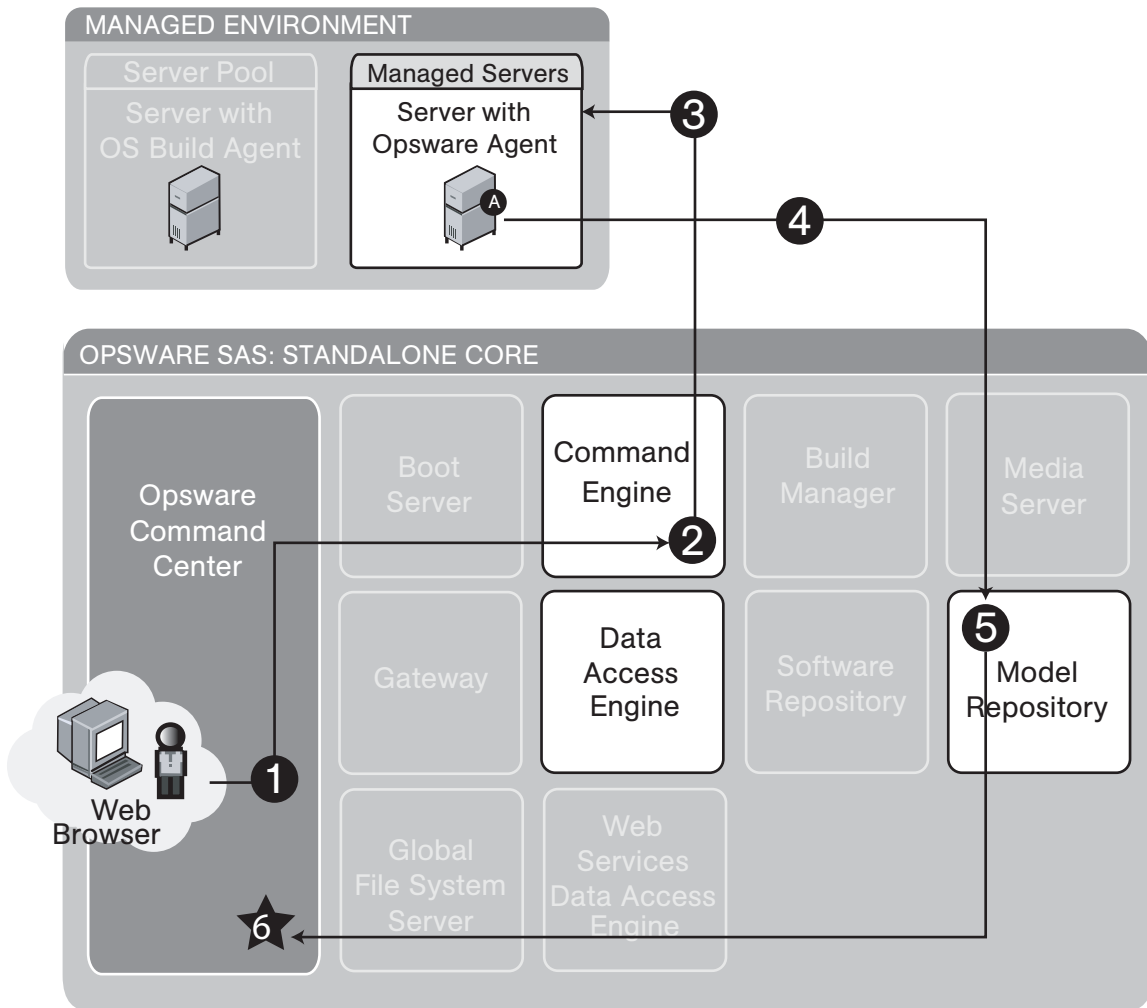 MANAGED ENVIRONMENT
Server Pool
Server with
OS Build Agent
Managed Servers
Server with
Opsware Agent
A
3
4
OPSWARE SAS: STANDALONE CORE
Opsware
Command
Center
Boot
Server
Command
Engine
2
Build
Manager
Media
Server
Gateway
Data
Access
Engine
Software
Repository
5
Model
Repository
1
Web
Browser
Global
File System
Server
Web
Services
Data Access
Engine
6